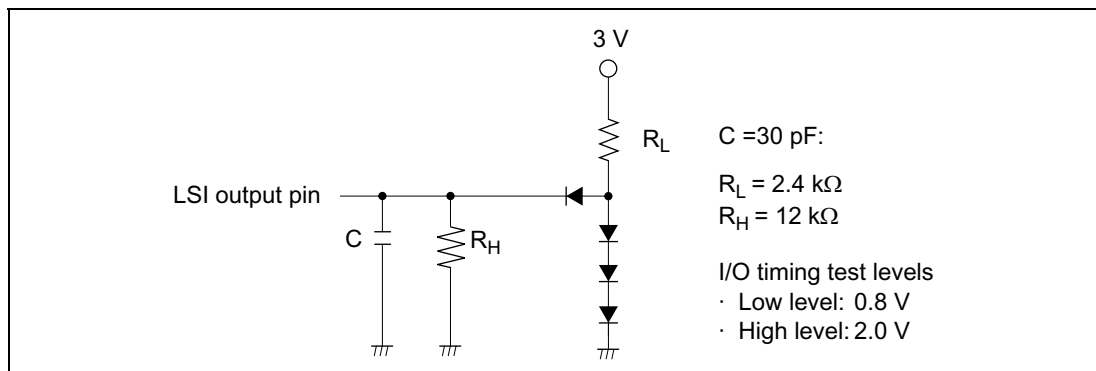 3 V
R_L
C =30 pF:
R_L = 2.4 kΩ
R_H = 12 kΩ
LSI output pin
C
R_H
I/O timing test levels
· Low level: 0.8 V
· High level: 2.0 V